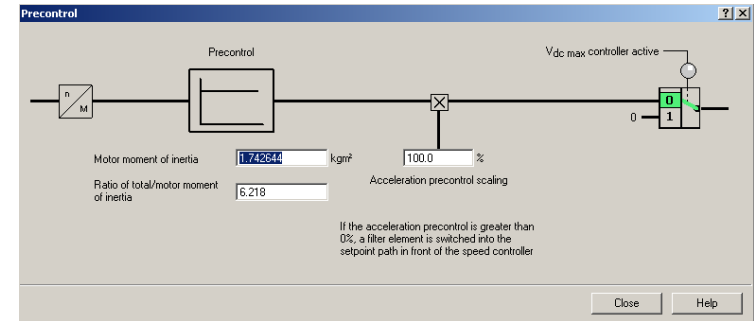 Precontrol
Precontrol
Vdc max controller active
n
M
0
0 1
Motor moment of inertia 1.742644 kgm² 100.0 %
Ratio of total/motor moment
of inertia 6.218
Acceleration precontrol scaling
If the acceleration precontrol is greater than
0%, a filter element is switched into the
setpoint path in front of the speed controller
Close Help